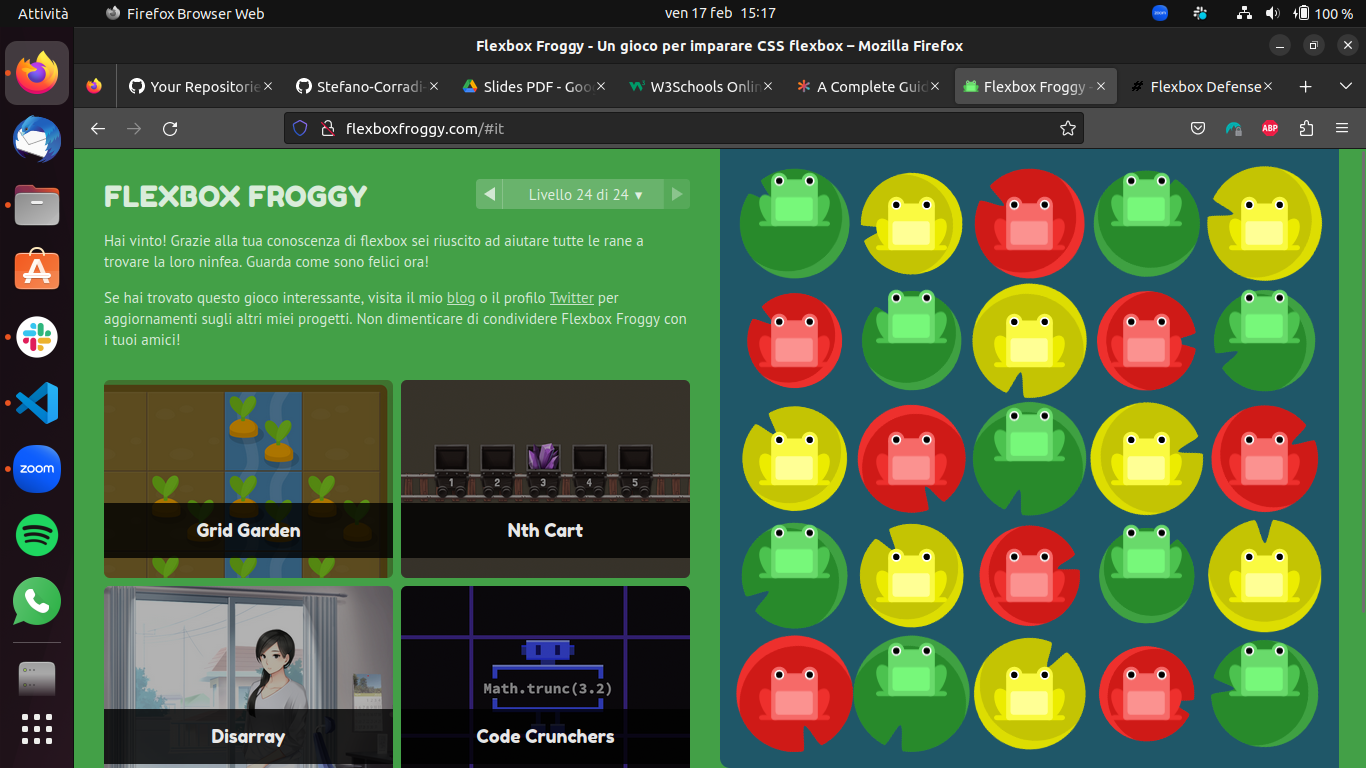 Attività
Firefox Browser Web
ven 17 feb 15:17
zoom
100 %
Flexbox Froggy - Un gioco per imparare CSS flexbox – Mozilla Firefox
Your Repositorie
Stefano-Corradi-
Slides PDF - Goo
W3Schools Onlin
A Complete Guid
Flexbox Froggy -
Flexbox Defense
flexboxfroggy.com/#it
ABP
FLEXBOX FROGGY
Livello 24 di 24 ▾
Hai vinto! Grazie alla tua conoscenza di flexbox sei riuscito ad aiutare tutte le rane a
trovare la loro ninfea. Guarda come sono felici ora!
Se hai trovato questo gioco interessante, visita il mio blog o il profilo Twitter per
aggiornamenti sugli altri miei progetti. Non dimenticare di condividere Flexbox Froggy con
i tuoi amici!
zoom
1 2 3 4 5
Grid Garden
Nth Cart
Math.trunc(3.2)
Disarray
Code Crunchers